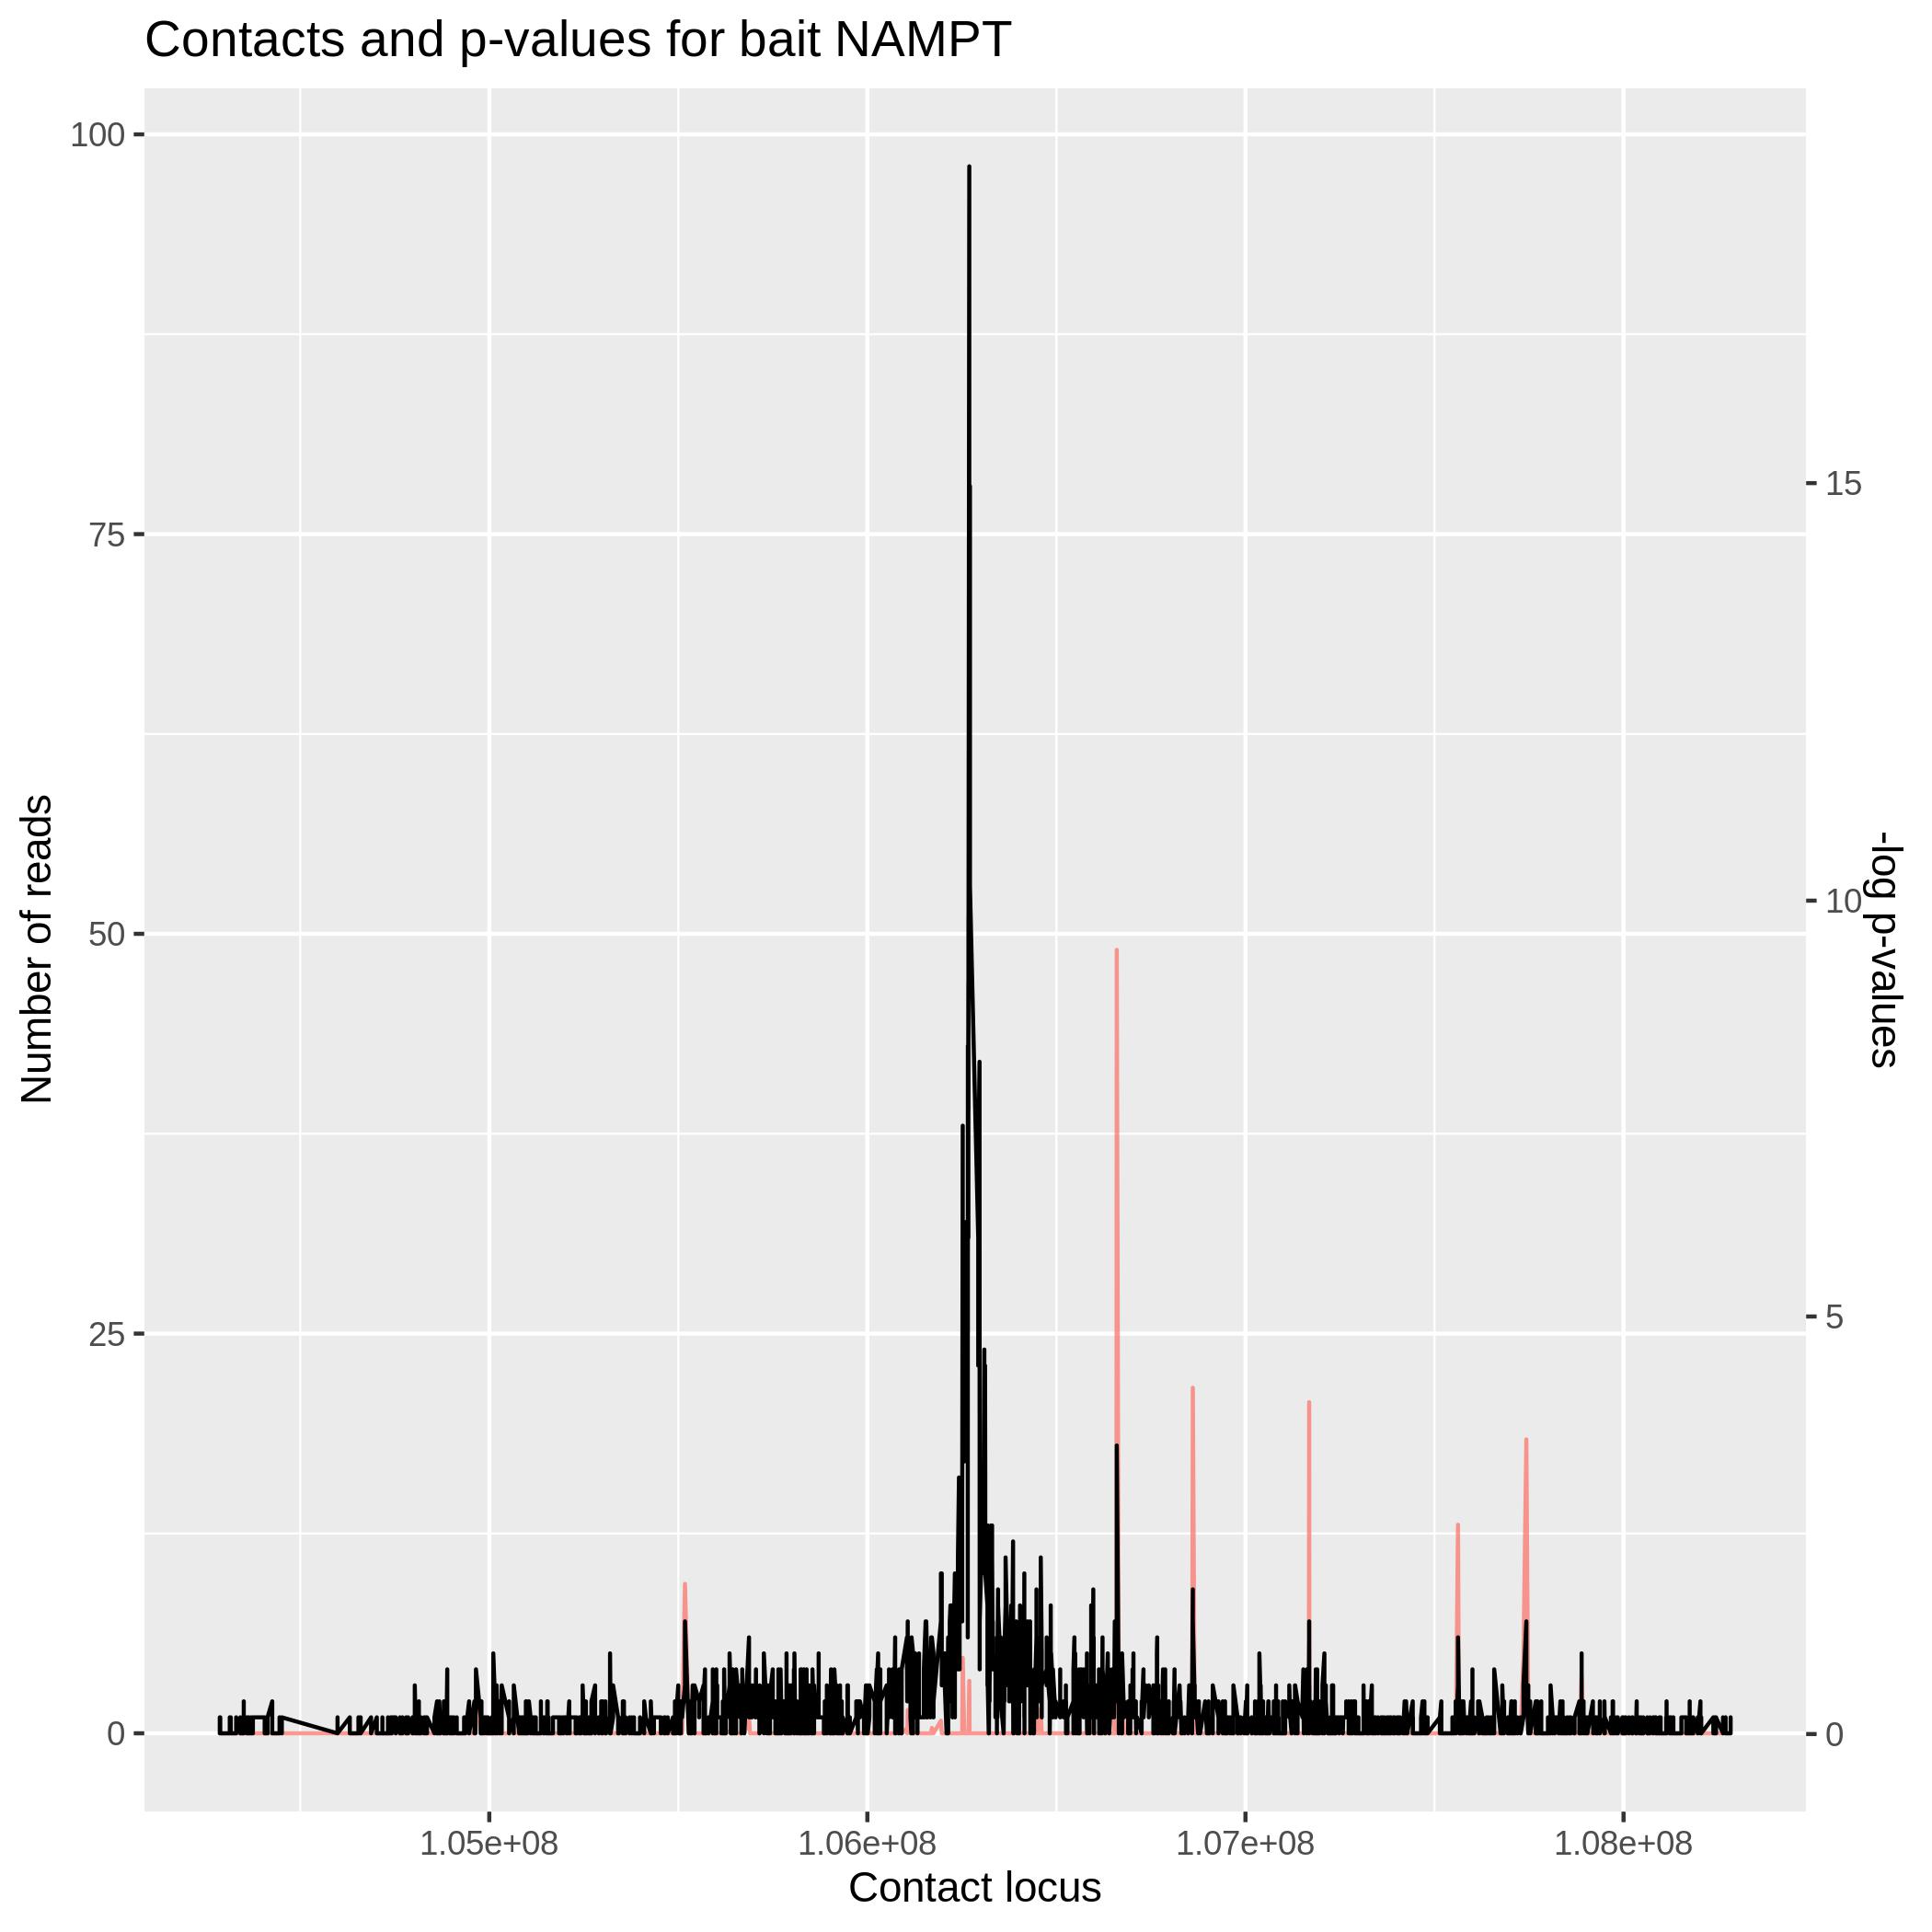 Contacts and p-values for bait NAMPT
Number of reads
100
75
50
25
0
15
10
5
0
-log p-values
1.05e+08 1.06e+08 1.07e+08 1.08e+08
Contact locus